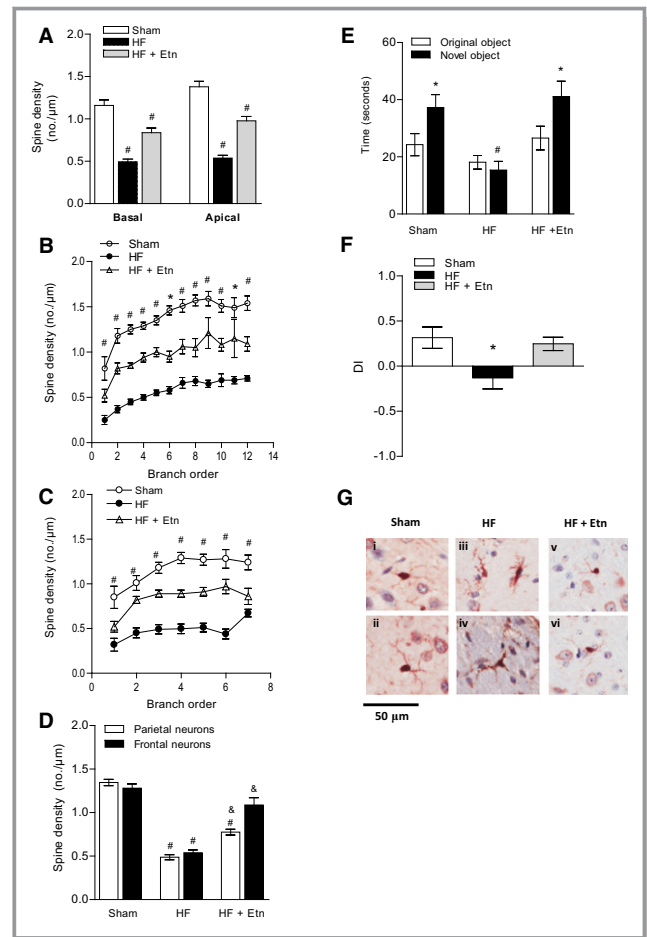 A
Sham
HF
HF + Etn
Spine density
(no./µm)
2.0
1.5
1.0
0.5
0.0
# # # #
Basal Apical
B
Sham
HF
HF + Etn
Spine density (no./µm)
2.0
1.5
1.0
0.5
0.0
# # # # # * # # # # * #
0 2 4 6 8 10 12 14
Branch order
C
Sham
HF
HF + Etn
Spine density (no./µm)
2.0
1.5
1.0
0.5
0.0
# # # # # # #
0 2 4 6 8
Branch order
D
Parietal neurons
Frontal neurons
Spine density (no./µm)
2.0
1.5
1.0
0.5
0.0
# # & # &
Sham HF HF + Etn
E
Original object
Novel object
Time (seconds)
60
40
20
0
* # *
Sham HF HF +Etn
F
Sham
HF
HF + Etn
DI
1.0
0.5
0.0
-0.5
-1.0
*
G
Sham HF HF + Etn
i iii v
ii iv vi
50 µm